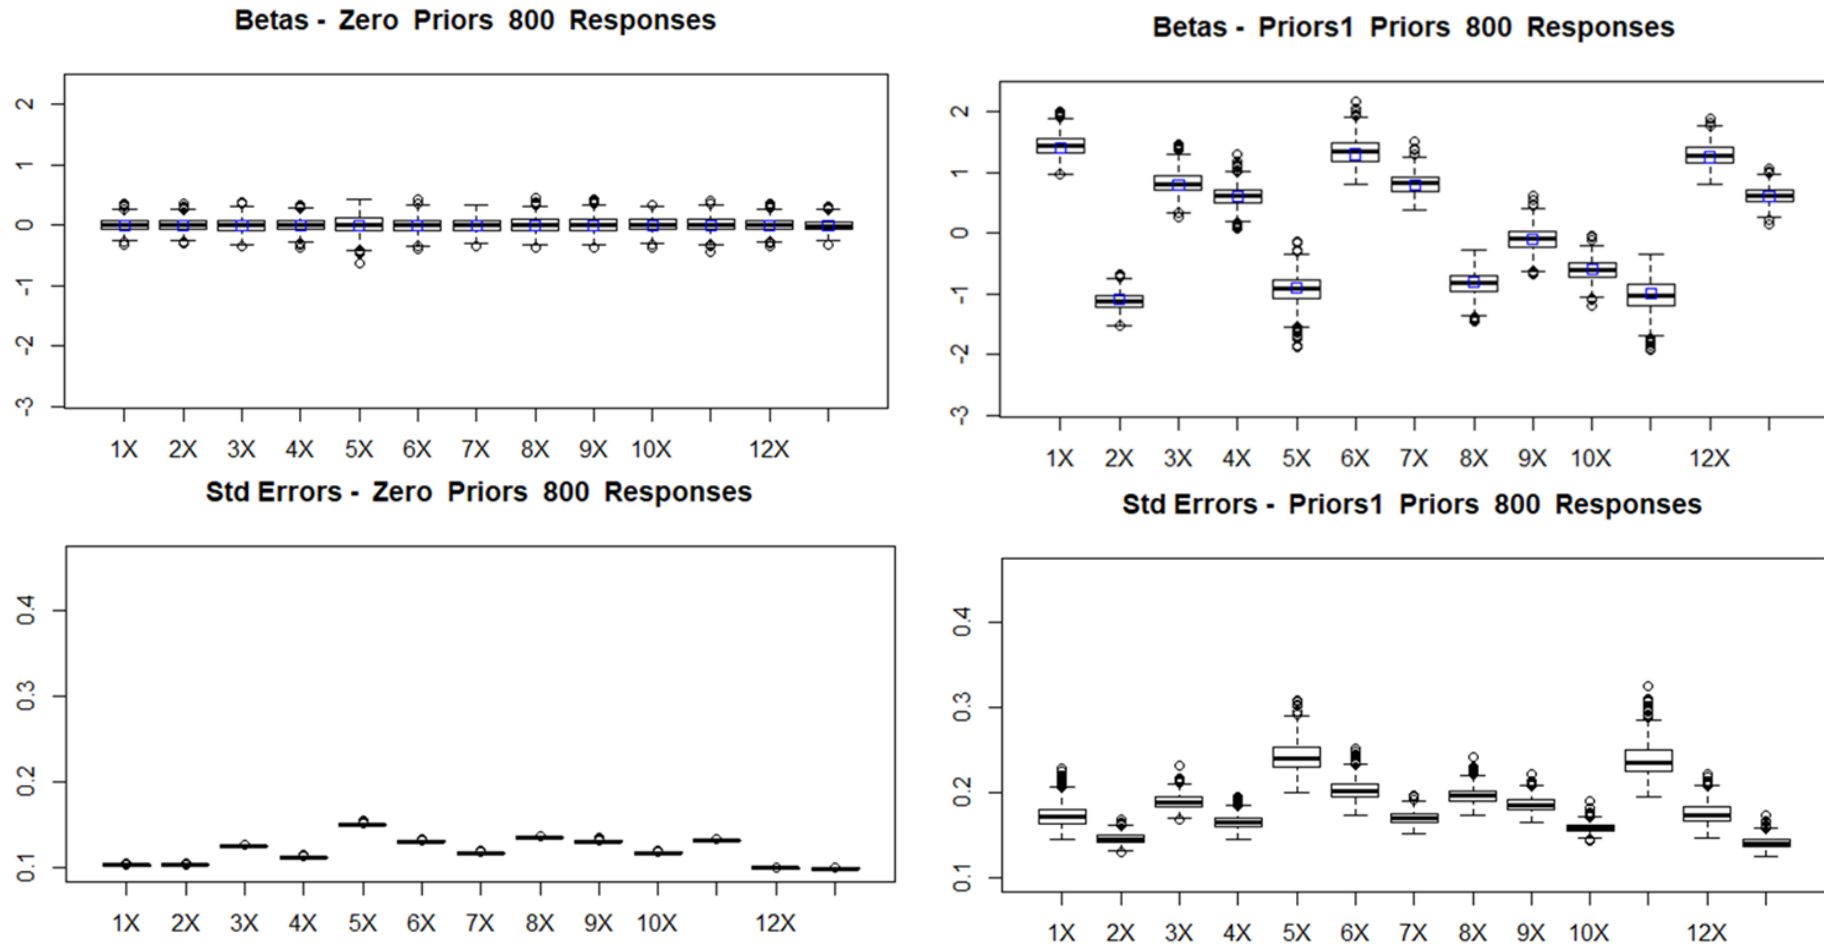 Betas - Zero Priors 800 Responses
2
1
0
-1
-2
-3
1X 2X 3X 4X 5X 6X 7X 8X 9X 10X 12X
Betas - Priors1 Priors 800 Responses
2
1
0
-1
-2
-3
1X 2X 3X 4X 5X 6X 7X 8X 9X 10X 12X
Std Errors - Zero Priors 800 Responses
0.4
0.3
0.2
0.1
1X 2X 3X 4X 5X 6X 7X 8X 9X 10X 12X
Std Errors - Priors1 Priors 800 Responses
0.4
0.3
0.2
0.1
1X 2X 3X 4X 5X 6X 7X 8X 9X 10X 12X